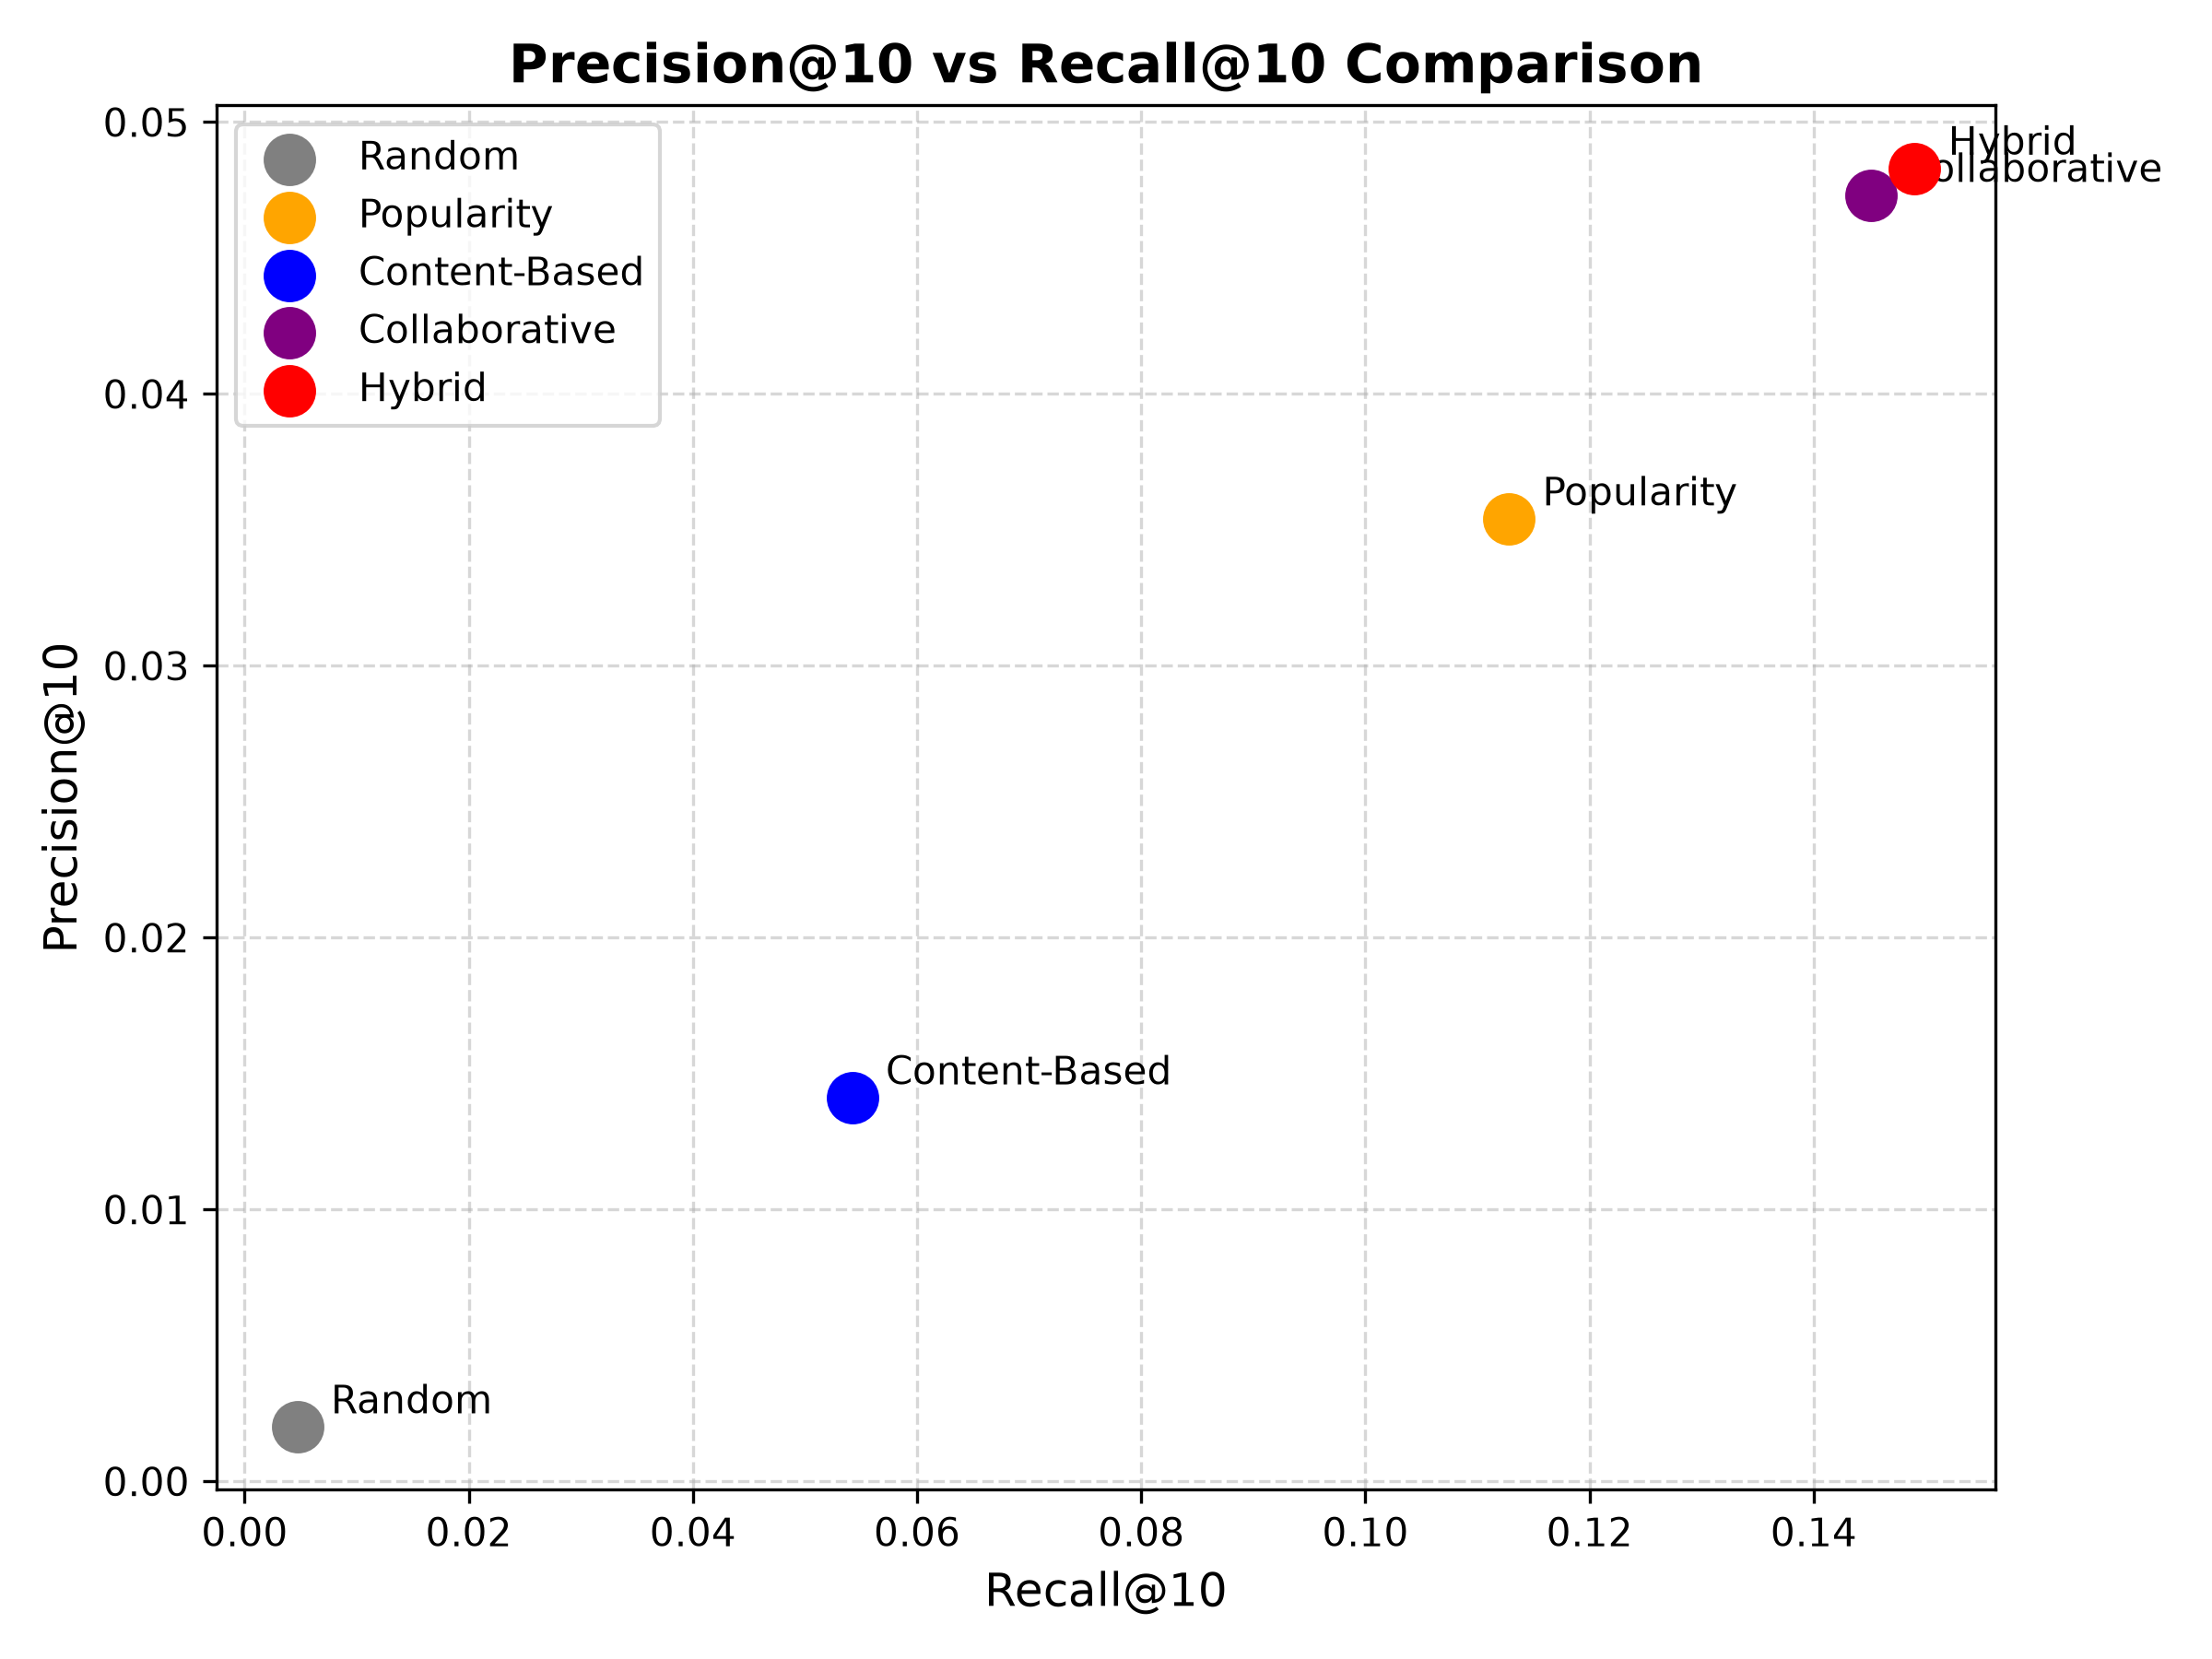 Precision@10 vs Recall@10 Comparison
Random
Popularity
Content-Based
Collaborative
Hybrid
Hybrid
ollaborative
Popularity
Content-Based
Random
0.05
0.04
0.03
0.02
0.01
0.00
Precision@10
0.00 0.02 0.04 0.06 0.08 0.10 0.12 0.14
Recall@10